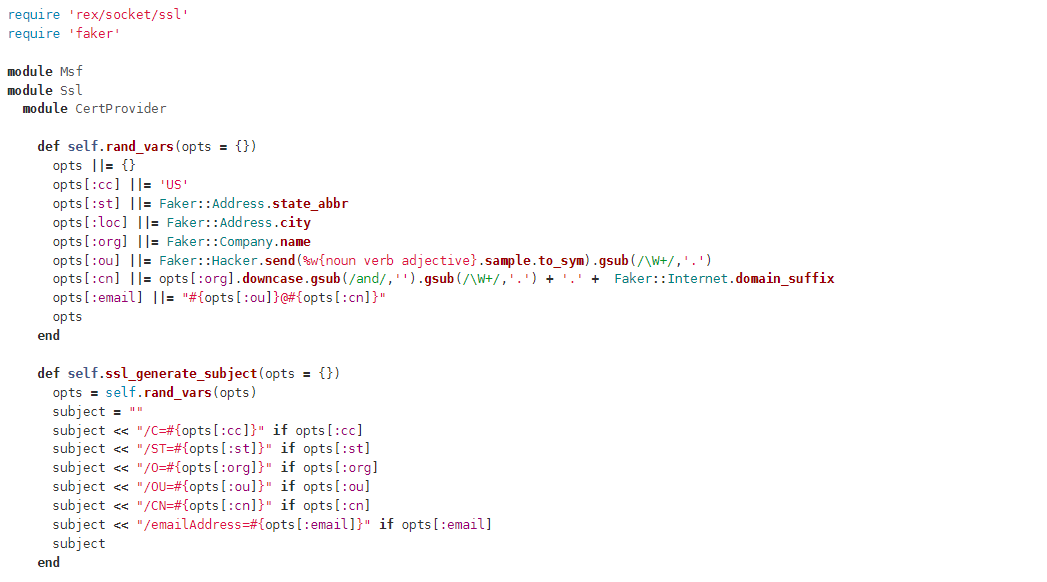 require 'rex/socket/ssl'
require 'faker'

module Msf
module Ssl
  module CertProvider

    def self.rand_vars(opts = {})
      opts ||= {}
      opts[:cc] ||= 'US'
      opts[:st] ||= Faker::Address.state_abbr
      opts[:loc] ||= Faker::Address.city
      opts[:org] ||= Faker::Company.name
      opts[:ou] ||= Faker::Hacker.send(%w{noun verb adjective}.sample.to_sym).gsub(/\W+/,'.')
      opts[:cn] ||= opts[:org].downcase.gsub(/and/,'').gsub(/\W+/,'.') + '.' +  Faker::Internet.domain_suffix
      opts[:email] ||= "#{opts[:ou]}@#{opts[:cn]}"
      opts
    end

    def self.ssl_generate_subject(opts = {})
      opts = self.rand_vars(opts)
      subject = ""
      subject << "/C=#{opts[:cc]}" if opts[:cc]
      subject << "/ST=#{opts[:st]}" if opts[:st]
      subject << "/O=#{opts[:org]}" if opts[:org]
      subject << "/OU=#{opts[:ou]}" if opts[:ou]
      subject << "/CN=#{opts[:cn]}" if opts[:cn]
      subject << "/emailAddress=#{opts[:email]}" if opts[:email]
      subject
    end